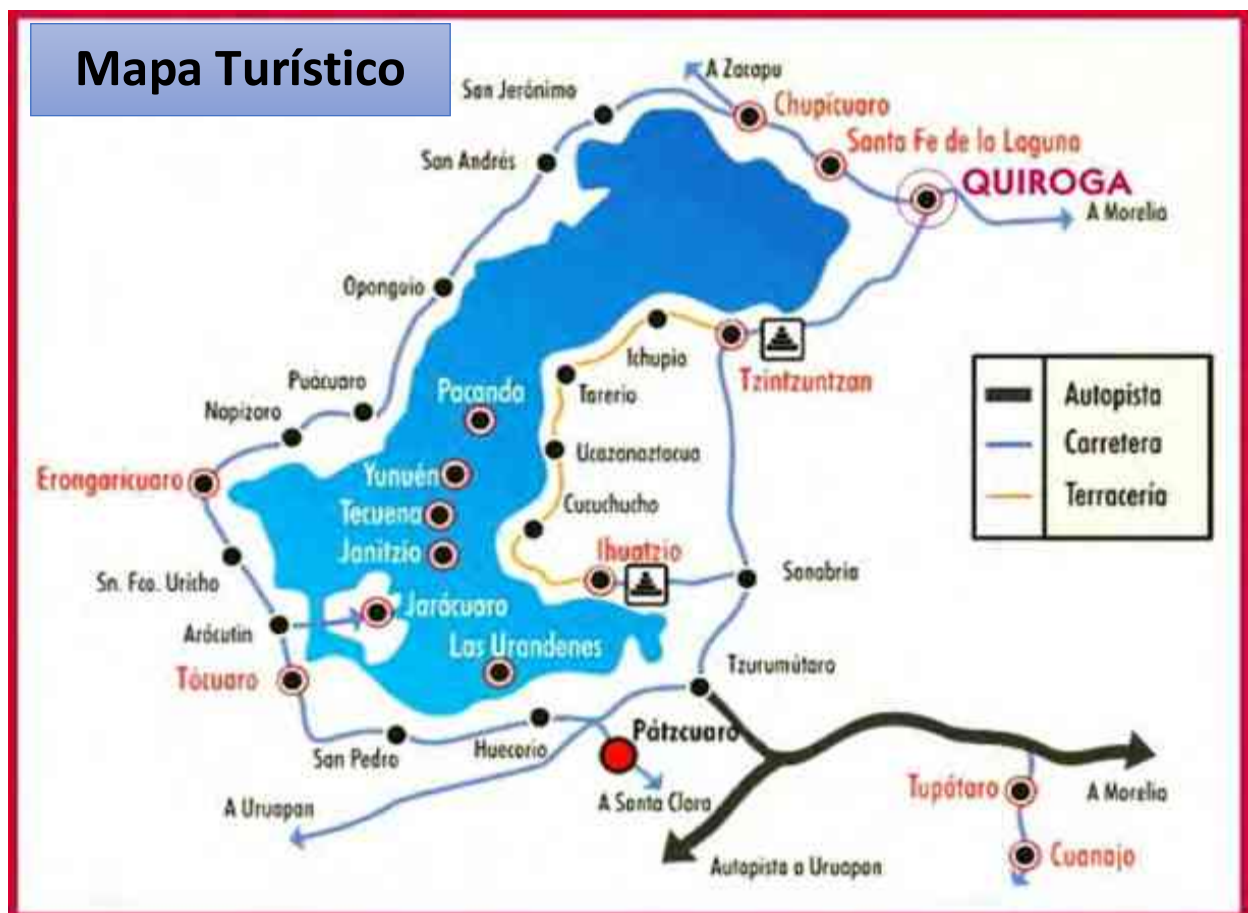 Mapa Turístico
A Zacapu
San Jerónimo
Chupícuaro
Santa Fe de la Laguna
San Andrés
QUIROGA
A Morelia
Oponguio
Ichupio
Tzintzuntzan
Puácuaro
Pacanda
Tarerio
Autopista
Napizaro
Carretera
Ucazanaztacua
Erongarícuaro
Yunuén
Terracería
Tecuena
Cucuchucho
Janitzio
Ihuatzio
Sanabria
Sn. Fco. Uricho
Jarácuaro
Arócutin
Las Urandenes
Tzurumútaro
Tócuaro
Pátzcuaro
San Pedro
Huecorio
Tupátaro
A Morelia
A Uruapan
A Santa Clara
Cuanajo
Autopista a Uruapan